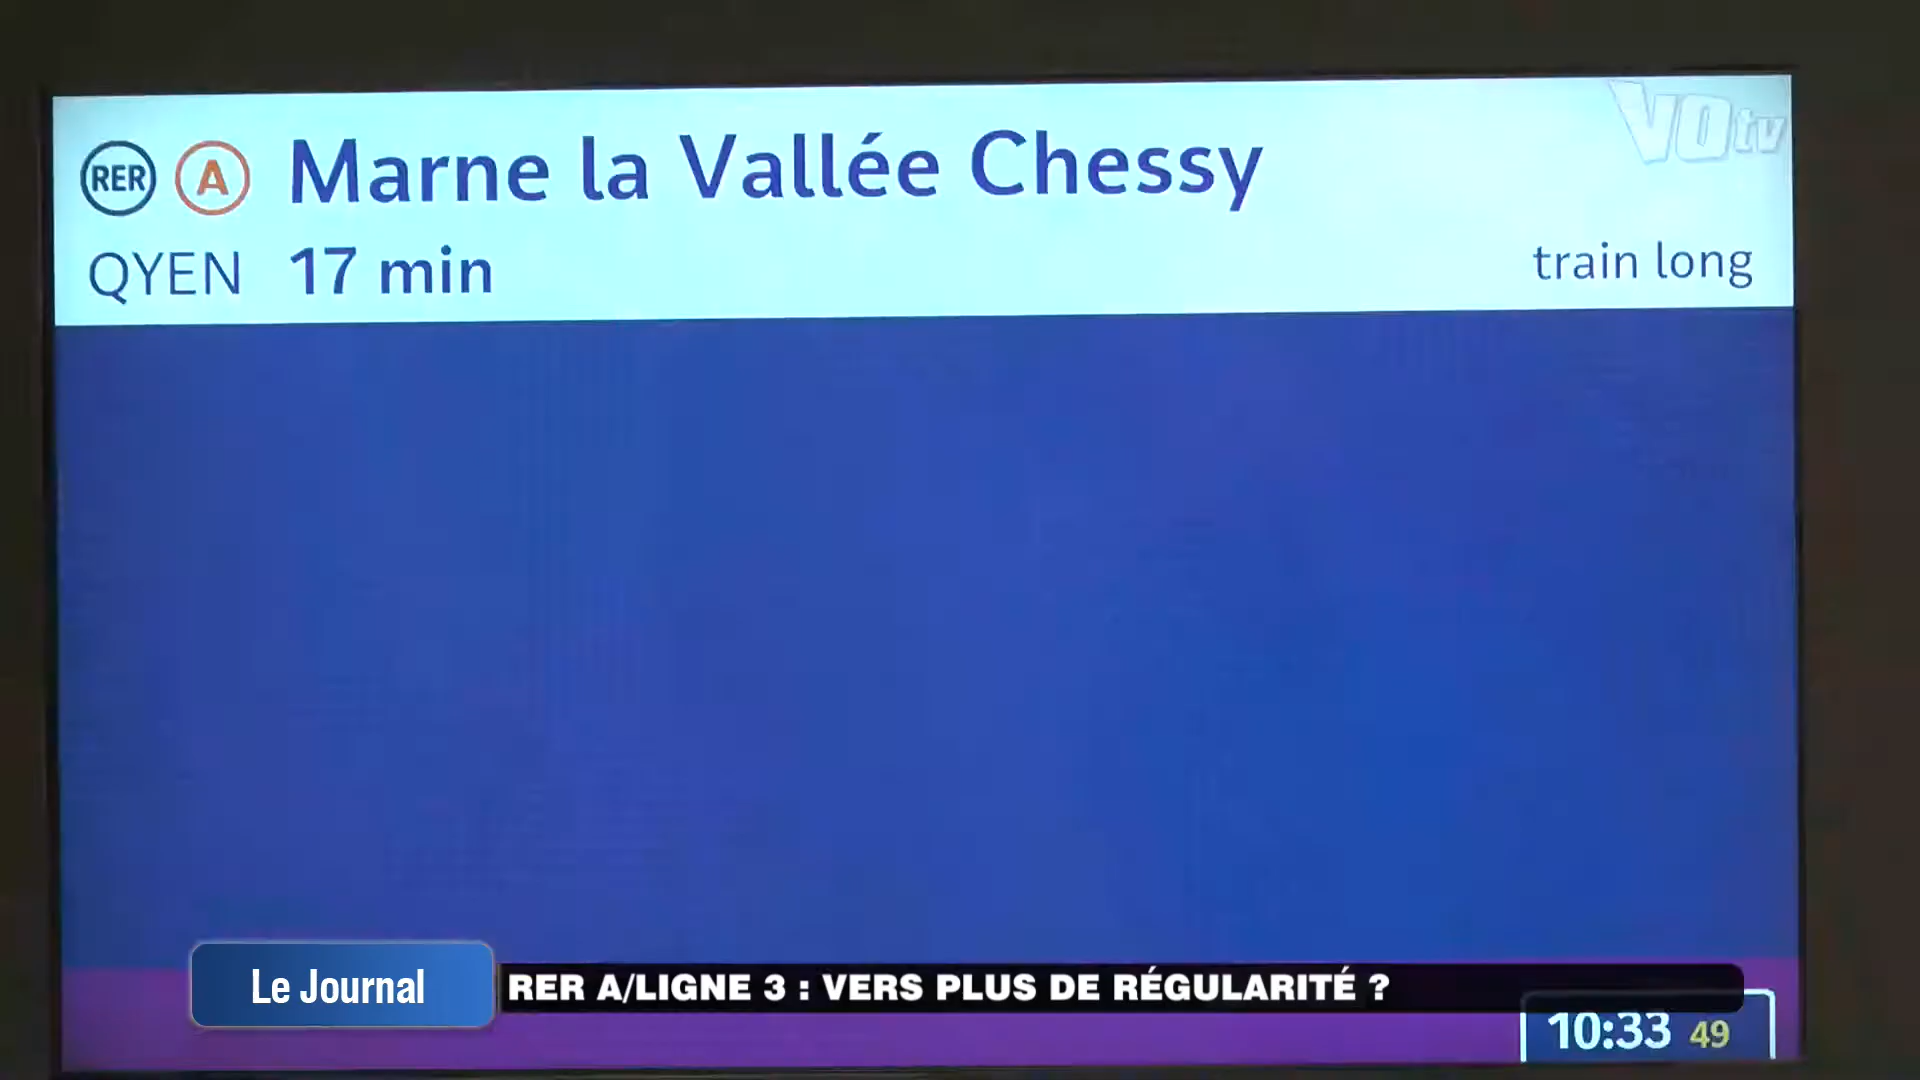 VOtv
RER A Marne la Vallée Chessy
QYEN 17 min train long
Le Journal
RER A/LIGNE 3 : VERS PLUS DE RÉGULARITÉ ?
10:33 49